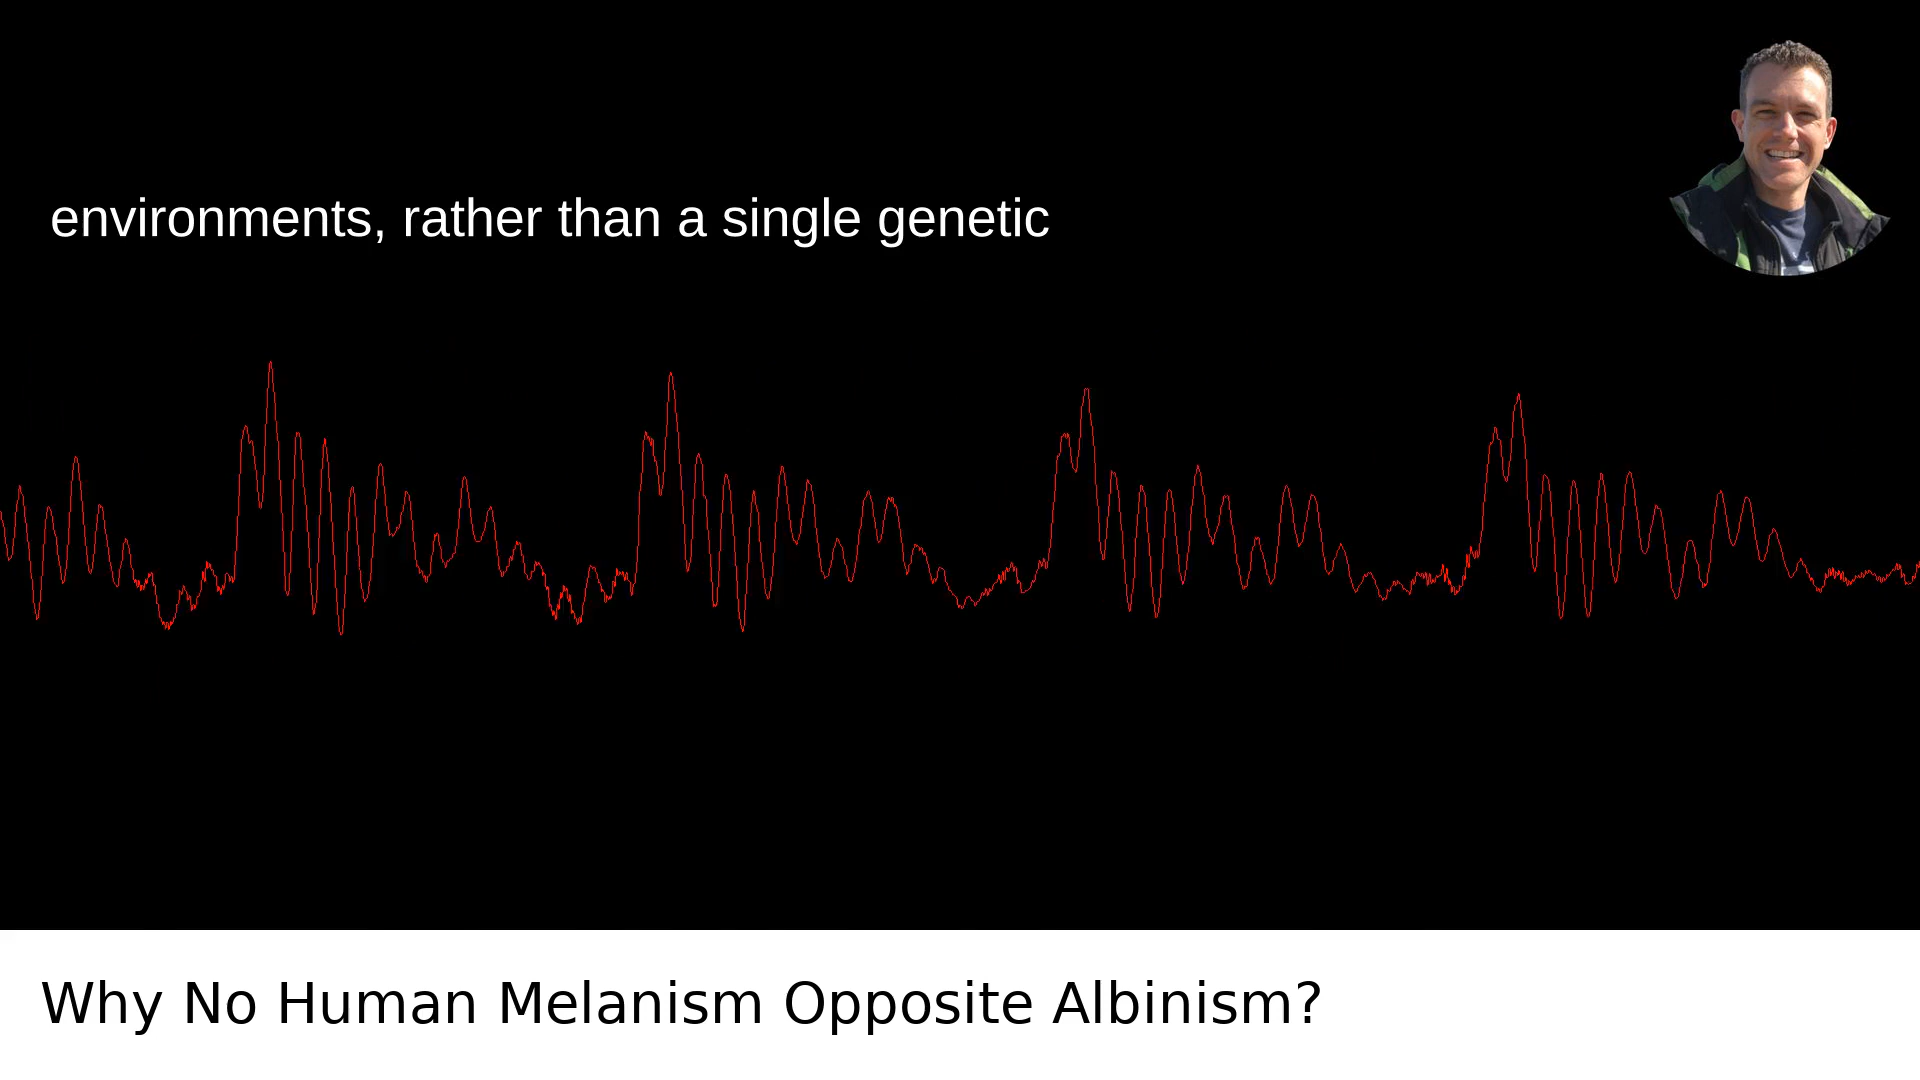 environments, rather than a single genetic
Why No Human Melanism Opposite Albinism?